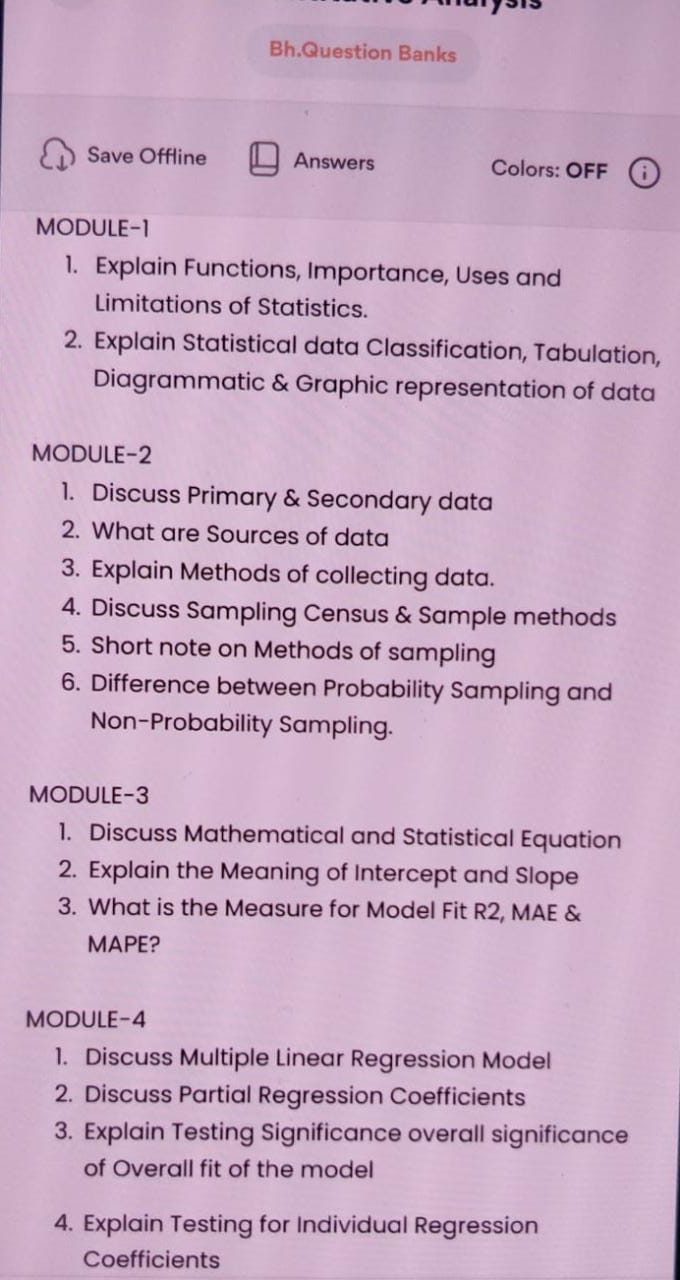 Bh.Question Banks
Save Offline
Answers
Colors: OFF
MODULE-1
1. Explain Functions, Importance, Uses and
Limitations of Statistics.
2. Explain Statistical data Classification, Tabulation,
Diagrammatic & Graphic representation of data
MODULE-2
1. Discuss Primary & Secondary data
2. What are Sources of data
3. Explain Methods of collecting data.
4. Discuss Sampling Census & Sample methods
5. Short note on Methods of sampling
6. Difference between Probability Sampling and
Non-Probability Sampling.
MODULE-3
1. Discuss Mathematical and Statistical Equation
2. Explain the Meaning of Intercept and Slope
3. What is the Measure for Model Fit R2, MAE &
MAPE?
MODULE-4
1. Discuss Multiple Linear Regression Model
2. Discuss Partial Regression Coefficients
3. Explain Testing Significance overall significance
of Overall fit of the model
4. Explain Testing for Individual Regression
Coefficients